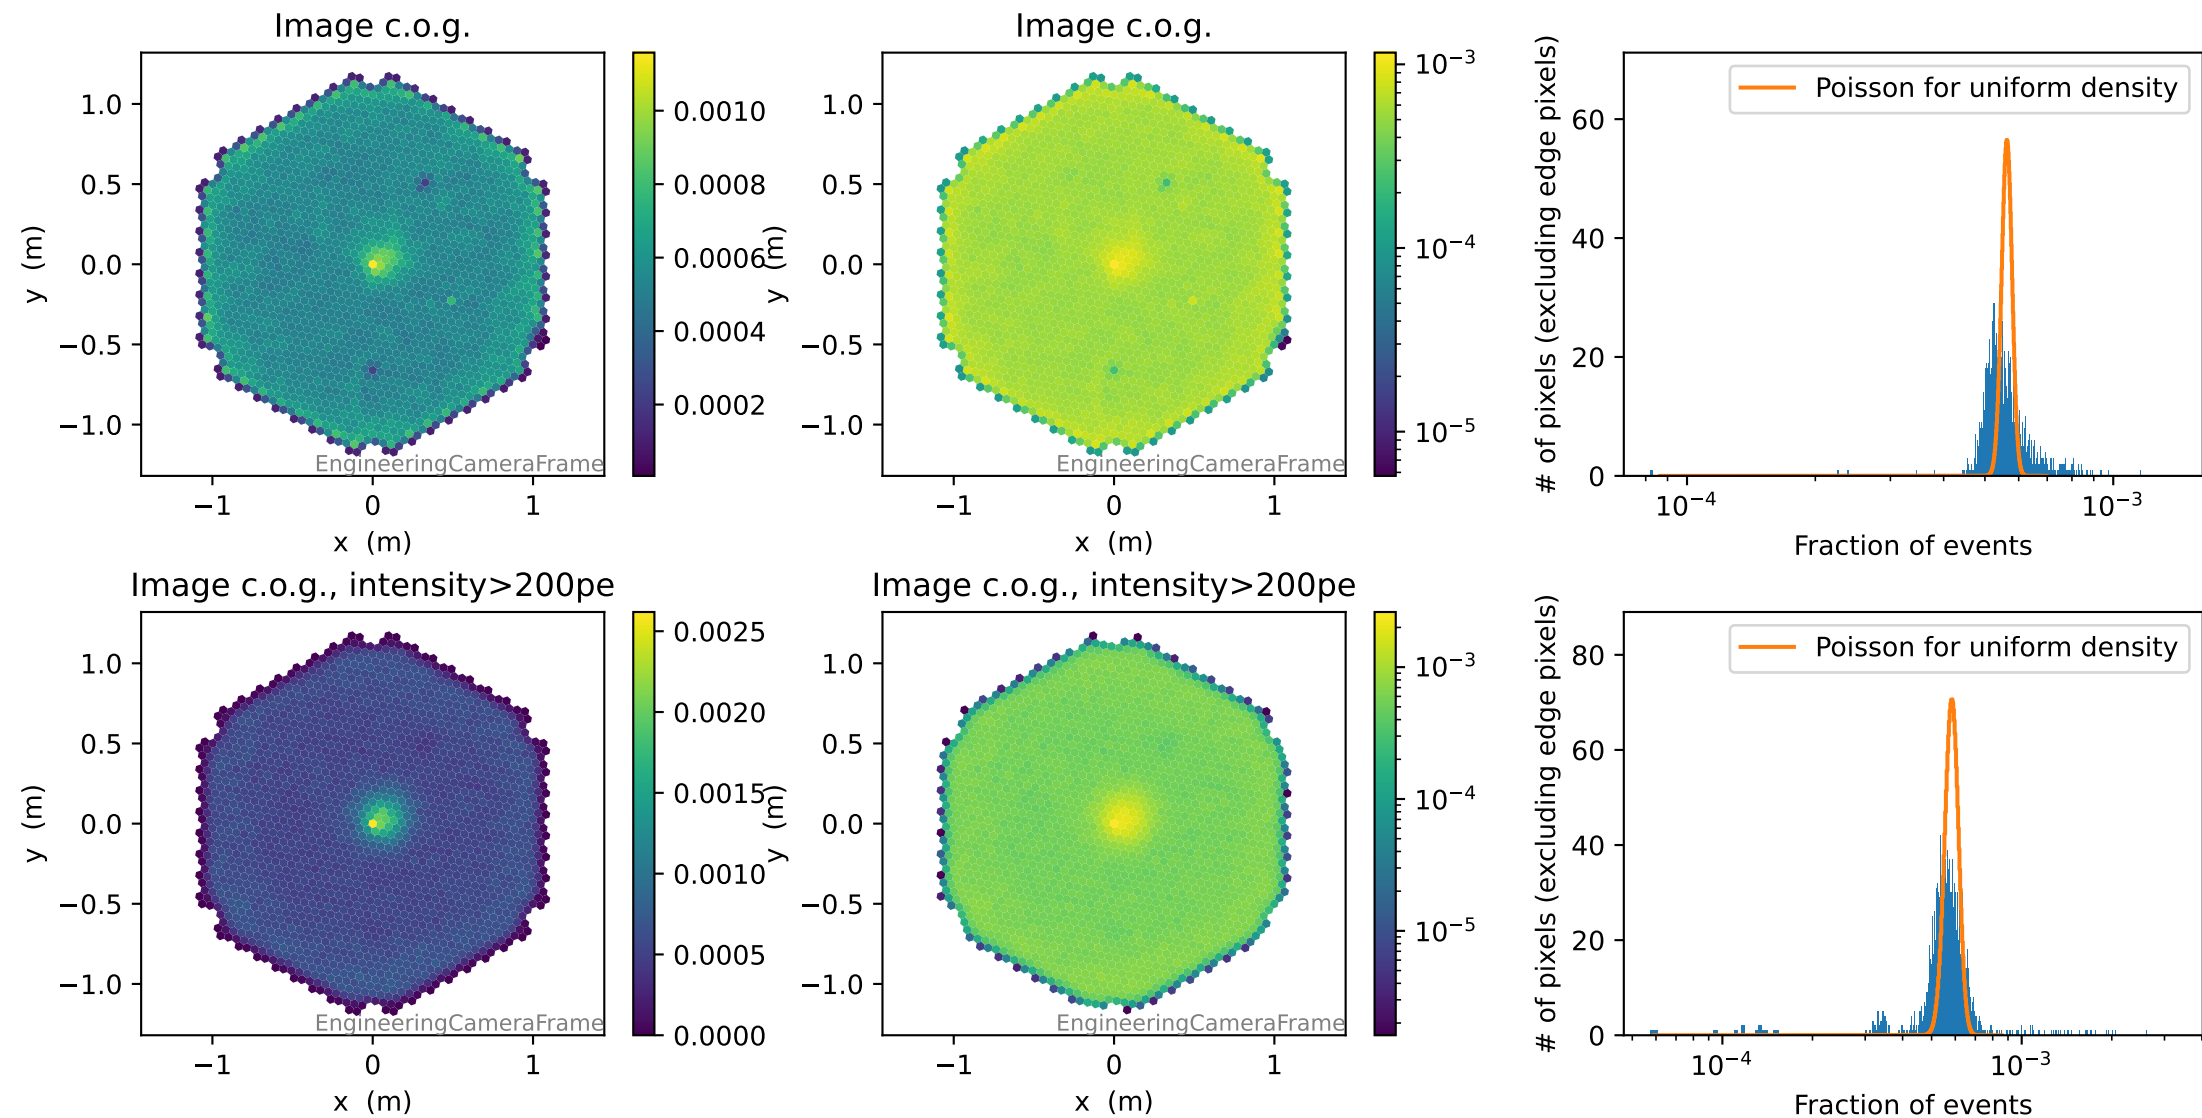 Image c.o.g.
1.0
0.5
0.0
−0.5
−1.0
y (m)
−1 0 1
x (m)
EngineeringCameraFrame
0.0010
0.0008
0.0006
0.0004
0.0002
Image c.o.g.
1.0
0.5
0.0
−0.5
−1.0
y (m)
−1 0 1
x (m)
EngineeringCameraFrame
10⁻³
10⁻⁴
10⁻⁵
# of pixels (excluding edge pixels)
60
40
20
0
Poisson for uniform density
10⁻⁴ 10⁻³
Fraction of events
Image c.o.g., intensity>200pe
1.0
0.5
0.0
−0.5
−1.0
y (m)
−1 0 1
x (m)
EngineeringCameraFrame
0.0025
0.0020
0.0015
0.0010
0.0005
0.0000
Image c.o.g., intensity>200pe
1.0
0.5
0.0
−0.5
−1.0
y (m)
−1 0 1
x (m)
EngineeringCameraFrame
10⁻³
10⁻⁴
10⁻⁵
# of pixels (excluding edge pixels)
80
60
40
20
0
Poisson for uniform density
10⁻⁴ 10⁻³
Fraction of events